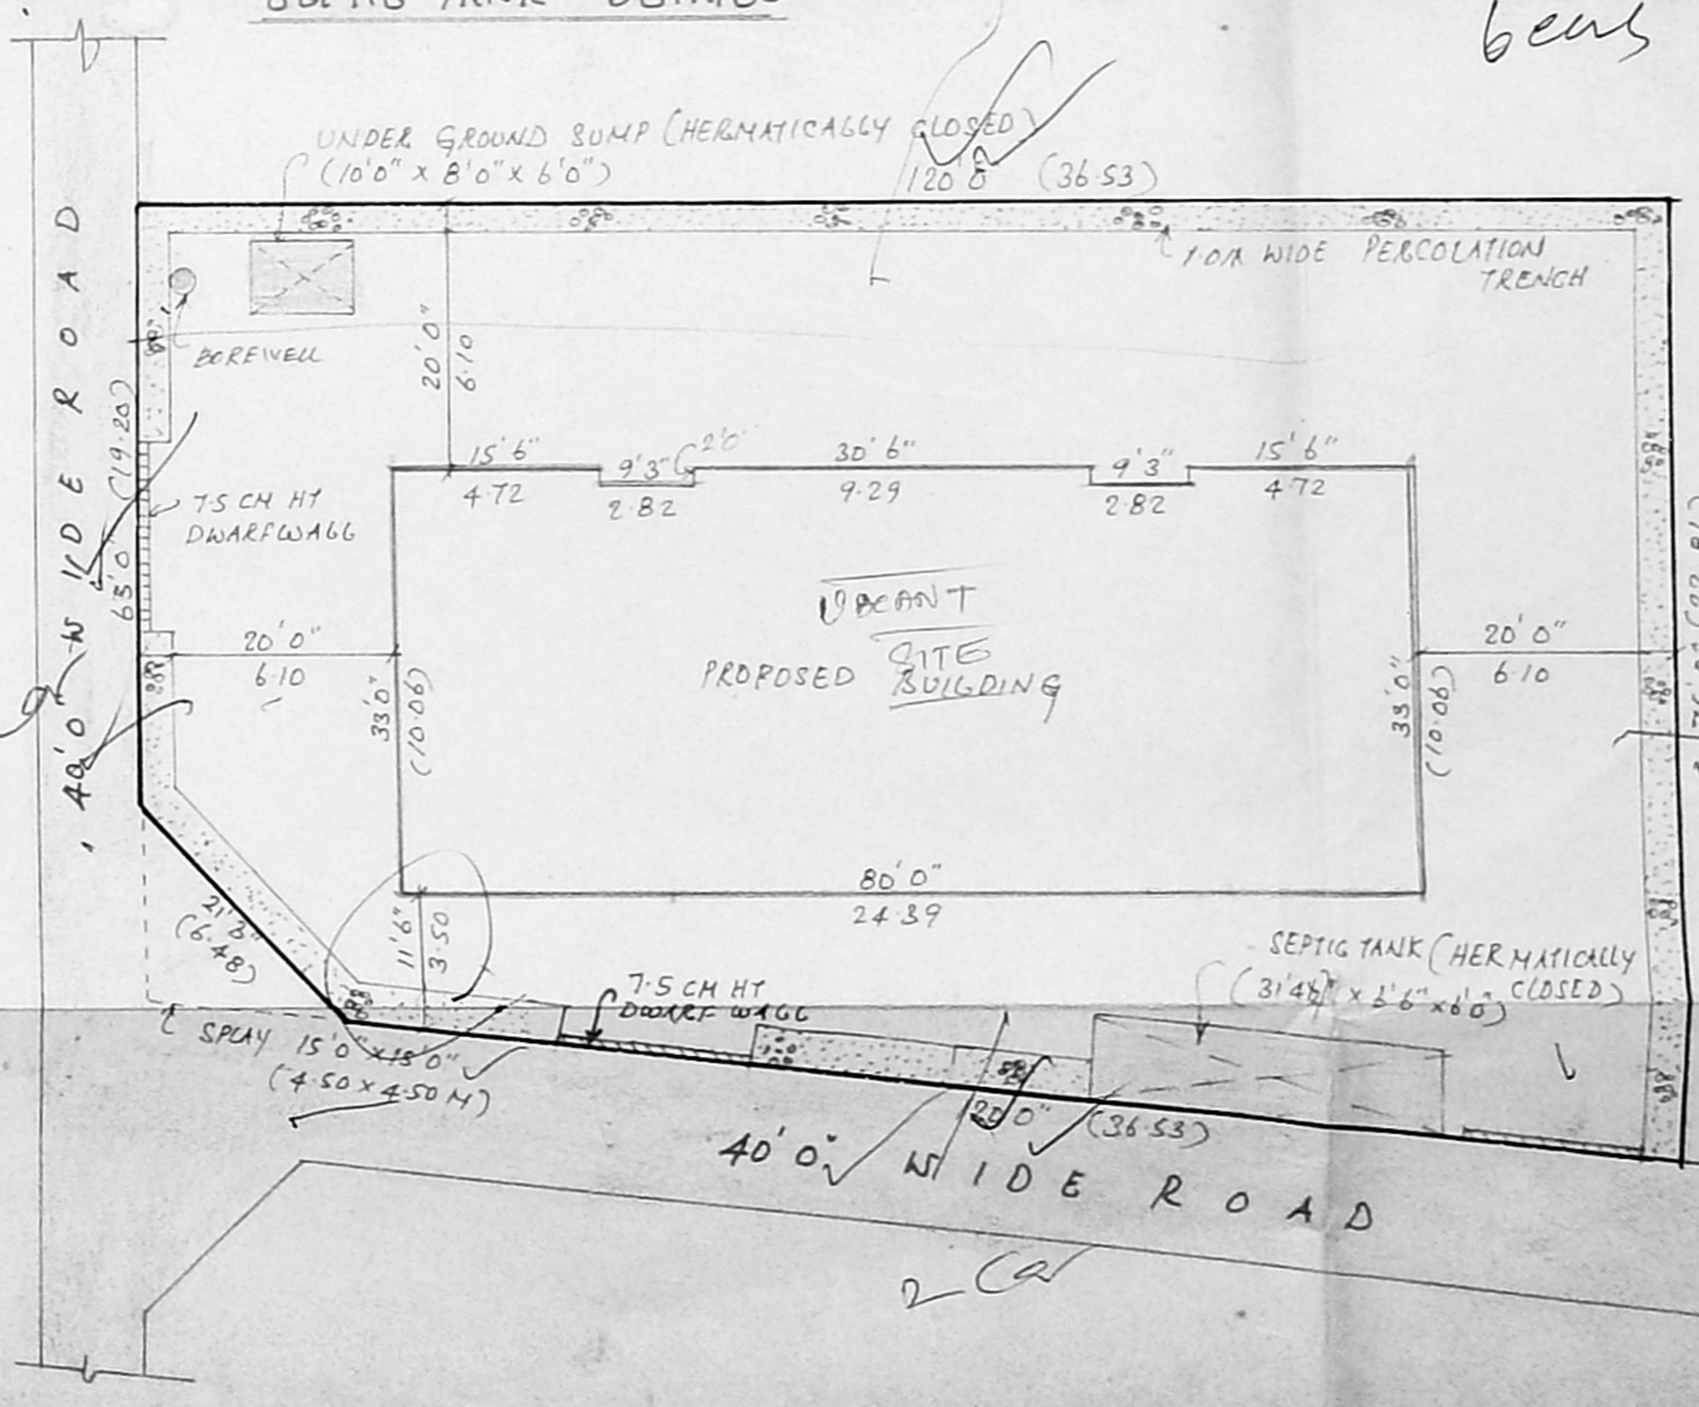 SEPTIC TANK DETAILS
UNDER GROUND SUMP (HERMATICALLY CLOSED)
(10'0" x 8'0" x 6'0")
120'0" (36.53)
1.0M WIDE PERCOLATION
TRENCH
BOREWELL
20'0"
6.10
40'0" WIDE ROAD
63'0" (19.20)
7.5 CM HT
DWARFWALL
15'6"
4.72
9'3"
2.82
2'0"
30'6"
9.29
9'3"
2.82
15'6"
4.72
VACANT
SITE
PROPOSED BUILDING
20'0"
6.10
33'0"
(10.06)
33'0"
(10.06)
20'0"
6.10
80'0"
24.39
11'6"
3.50
(6.48)
SEPTIC TANK (HERMATICALLY
CLOSED)
7.5 CM HT
DWARF WALL
SPLAY 15'0" x 15'0"
(4.50 x 4.50 M)
(36.53)
40'0" WIDE ROAD
2 Car